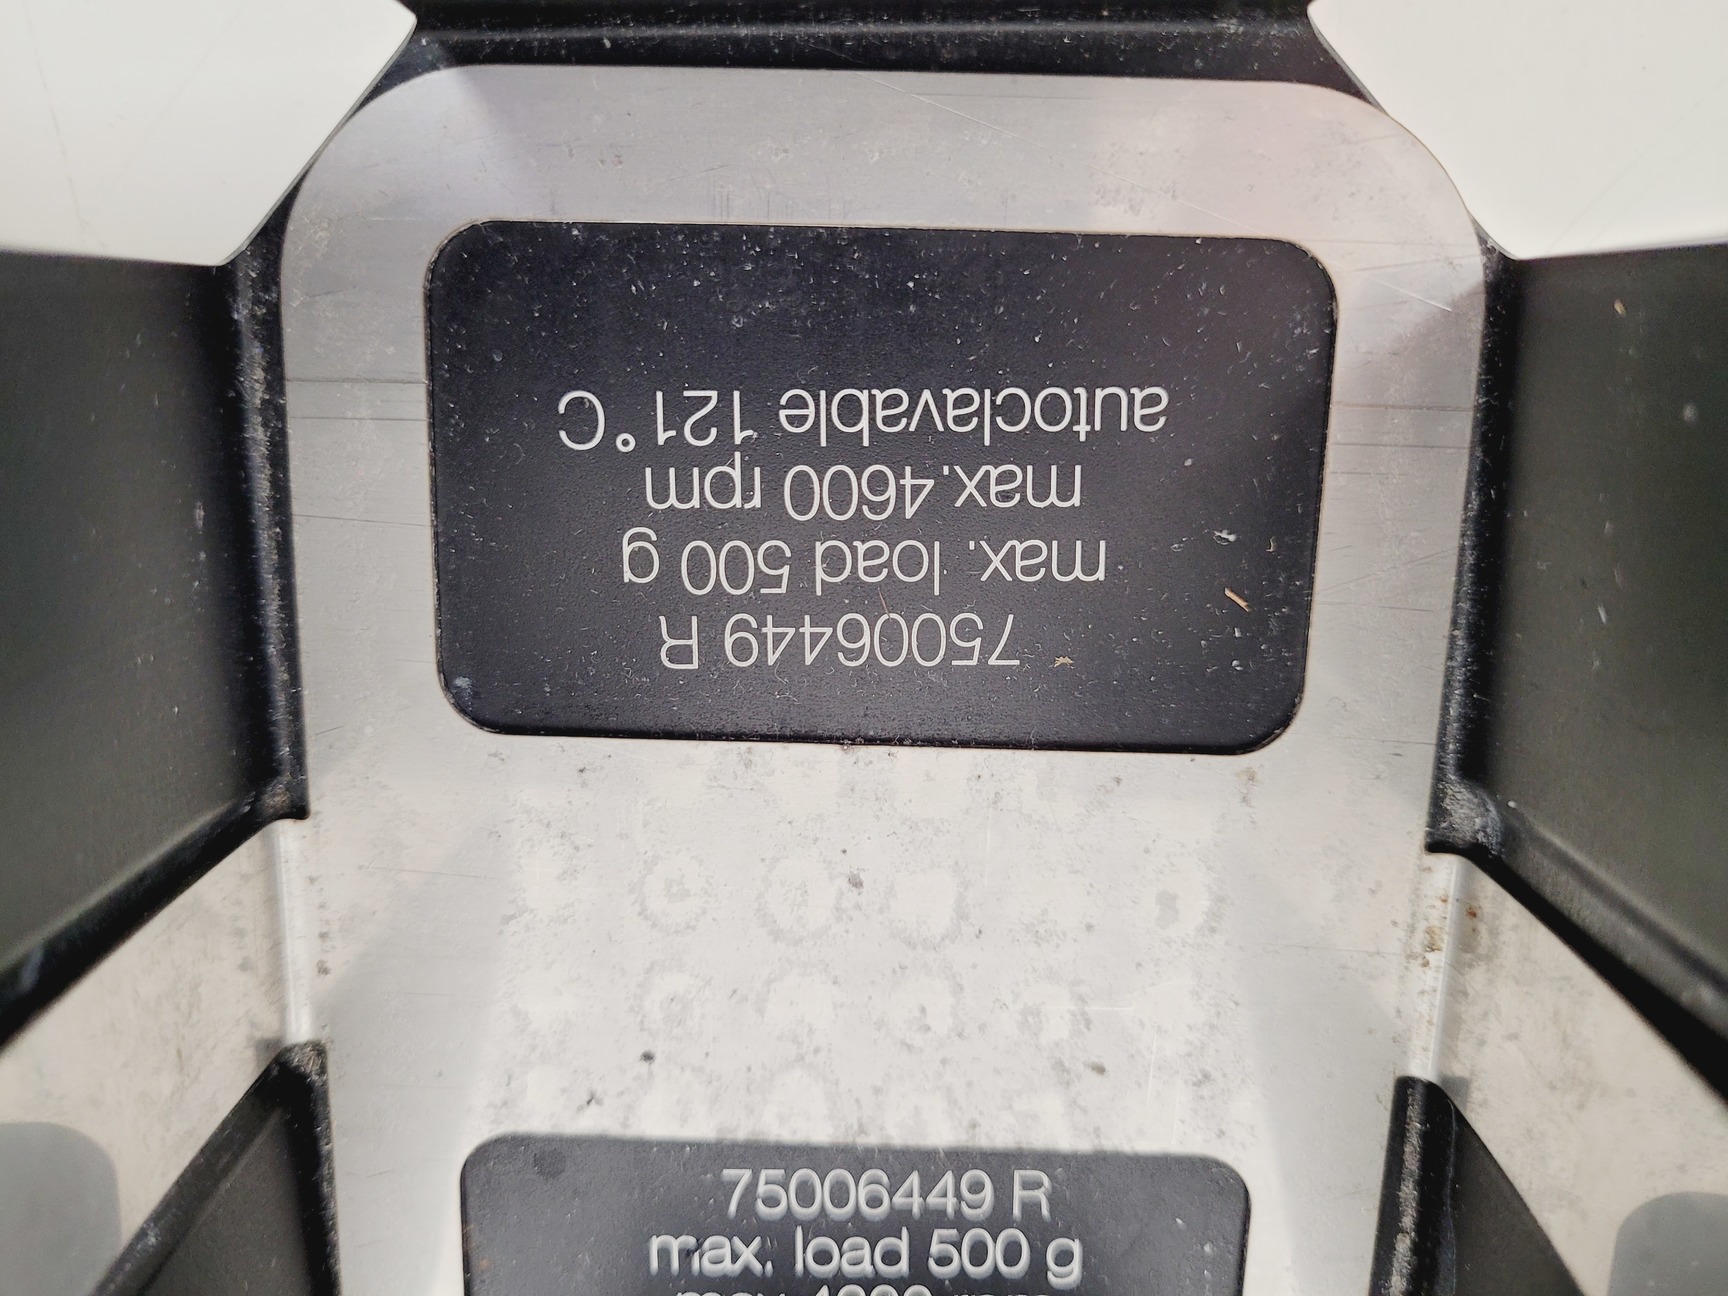 75006449 R
max. load 500 g
max.4600 rpm
autoclavable 121°C
75006449 R
max. load 500 g